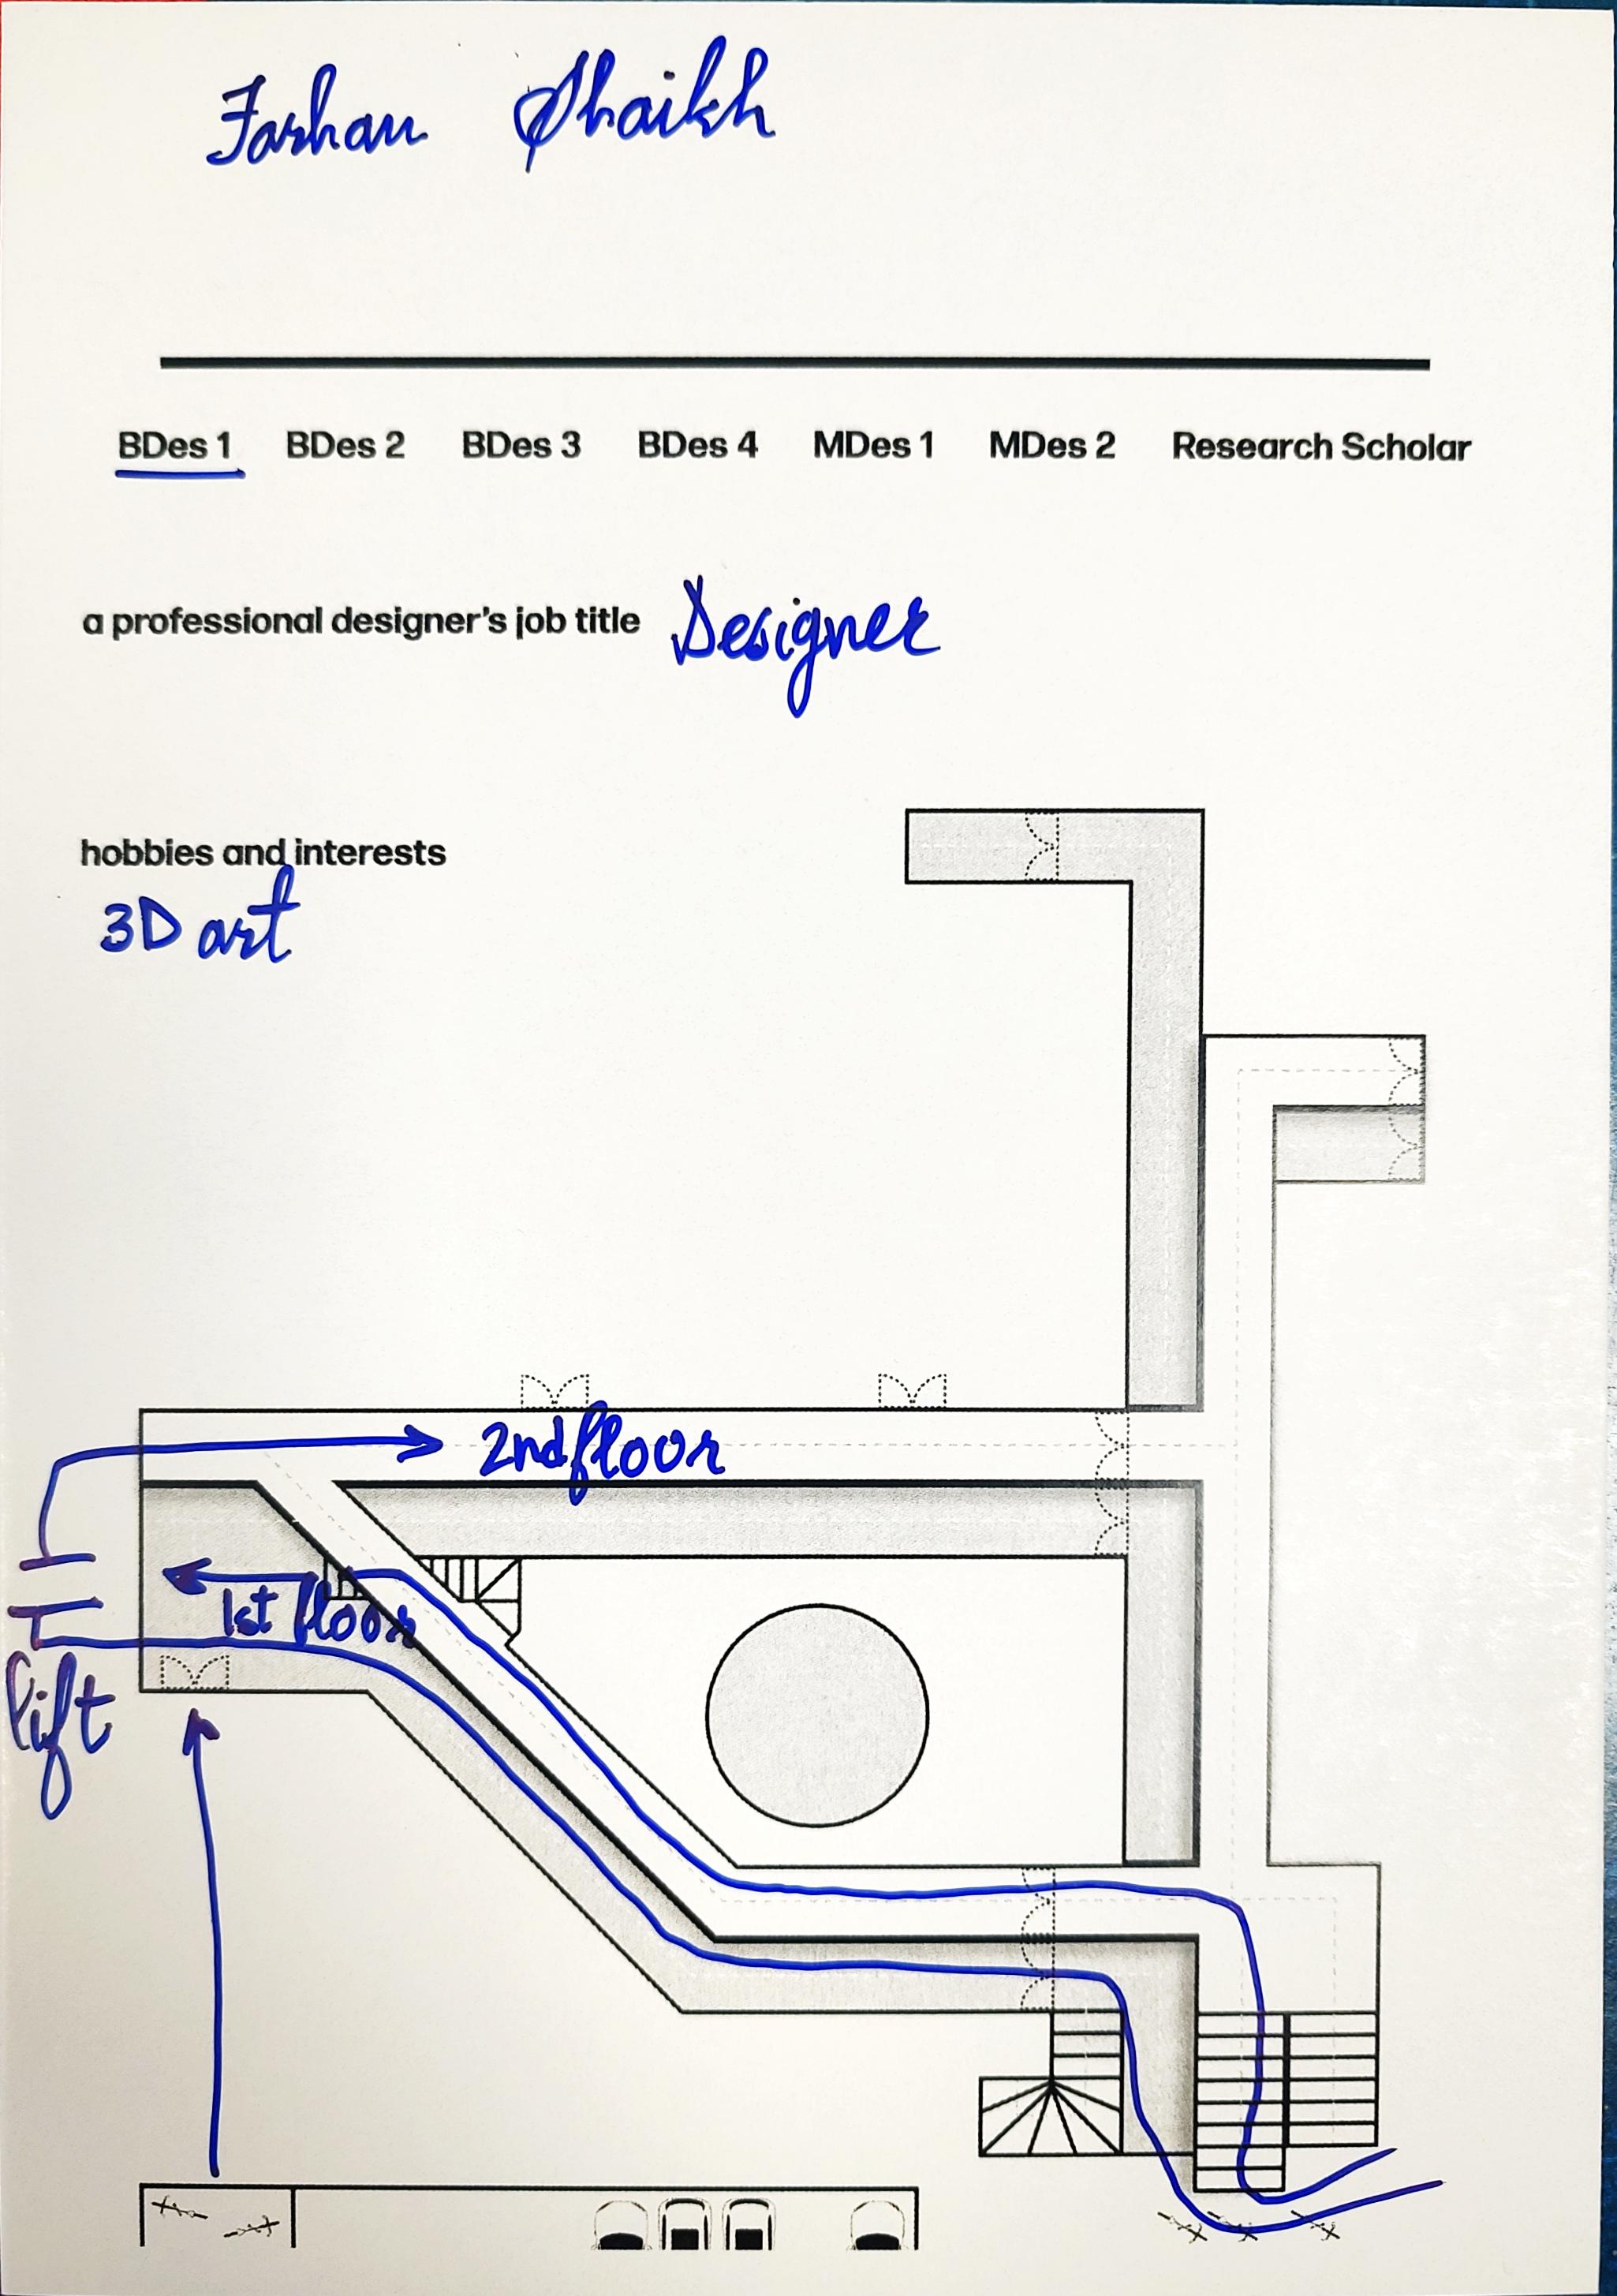 Farhan Shaikh
BDes 1 BDes 2 BDes 3 BDes 4 MDes 1 MDes 2 Research Scholar
a professional designer's job title Designer
hobbies and interests
3D art
2nd floor
1st floor
lift